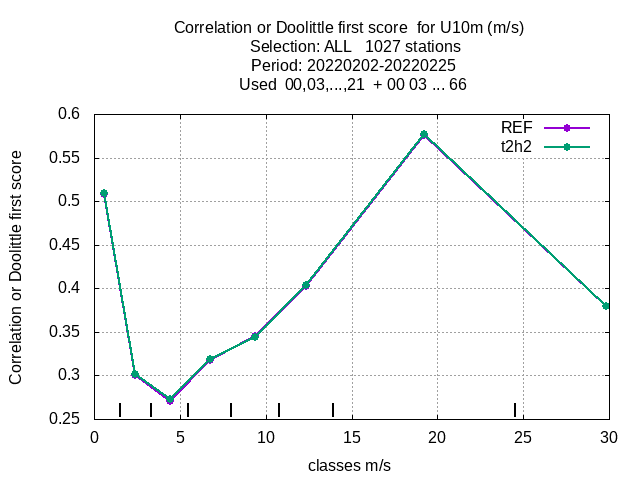 Correlation or Doolittle first score  for U10m (m/s)
Selection: ALL   1027 stations
Period: 20220202-20220225
Used  00,03,...,21  + 00 03 ... 66
REF
t2h2
Correlation or Doolittle first score
0.6
0.55
0.5
0.45
0.4
0.35
0.3
0.25
0 5 10 15 20 25 30
classes m/s